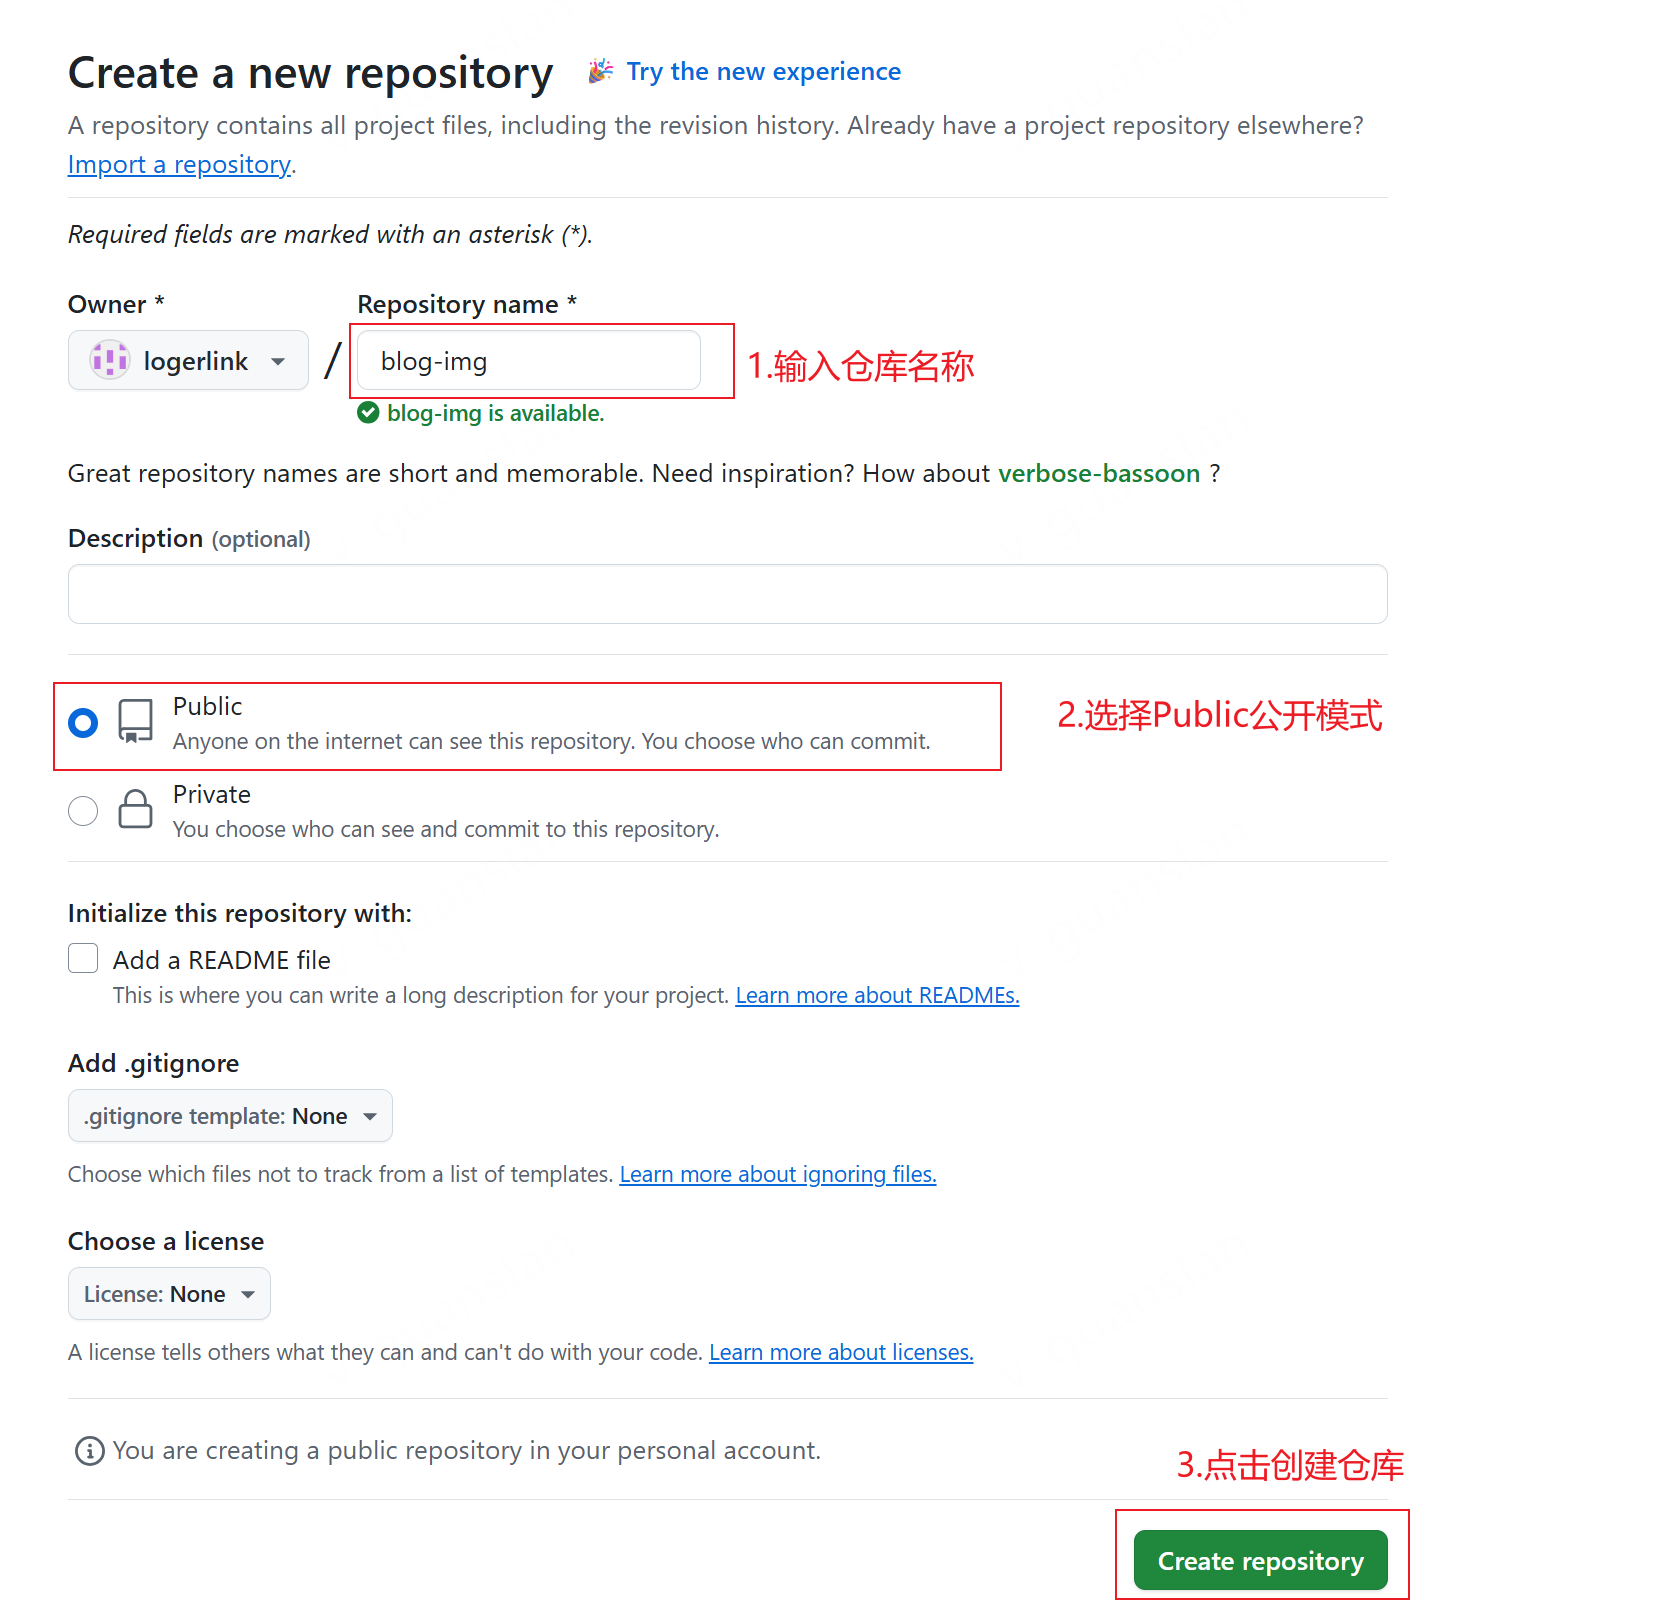 Create a new repository
Try the new experience
A repository contains all project files, including the revision history. Already have a project repository elsewhere?
Import a repository.
Required fields are marked with an asterisk (*).
Owner *
Repository name *
logerlink
/
blog-img
1.输入仓库名称
blog-img is available.
Great repository names are short and memorable. Need inspiration? How about verbose-bassoon ?
Description (optional)
Public
Anyone on the internet can see this repository. You choose who can commit.
2.选择Public公开模式
Private
You choose who can see and commit to this repository.
Initialize this repository with:
Add a README file
This is where you can write a long description for your project. Learn more about READMEs.
Add .gitignore
.gitignore template: None
Choose which files not to track from a list of templates. Learn more about ignoring files.
Choose a license
License: None
A license tells others what they can and can't do with your code. Learn more about licenses.
You are creating a public repository in your personal account.
3.点击创建仓库
Create repository